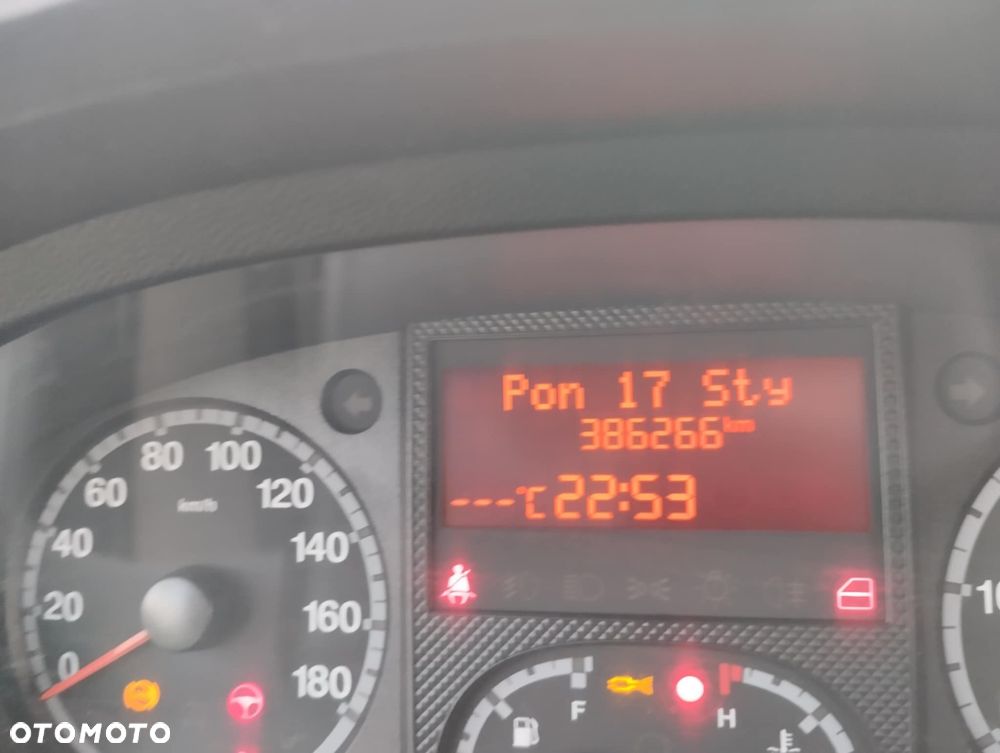 Pon 17 Sty
386266 km
---°C 22:53
80 100
60 120
km/h
40 140
20 160
0 180
F H
OTOMOTO